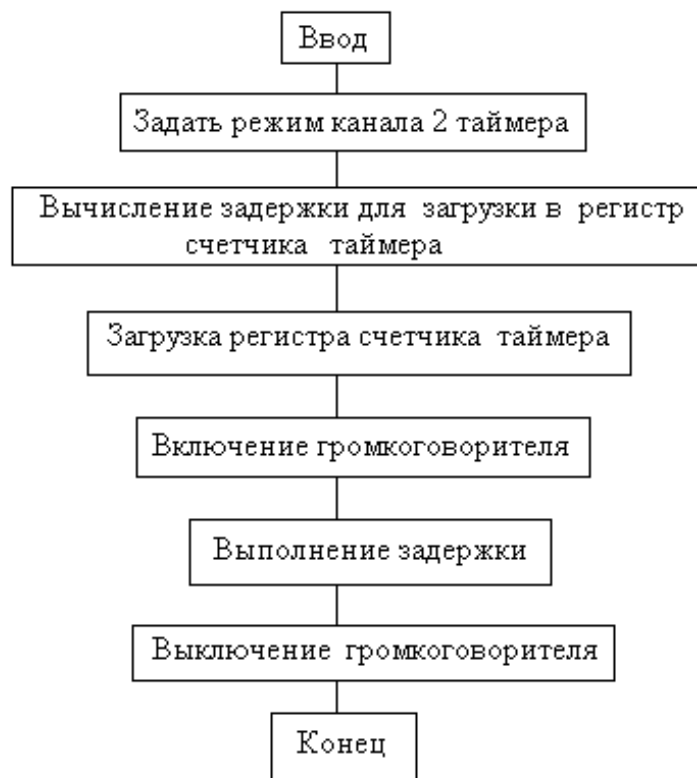 Ввод
Задать режим канала 2 таймера
Вычисление задержки для загрузки в регистр
счетчика таймера
Загрузка регистра счетчика таймера
Включение громкоговорителя
Выполнение задержки
Выключение громкоговорителя
Конец